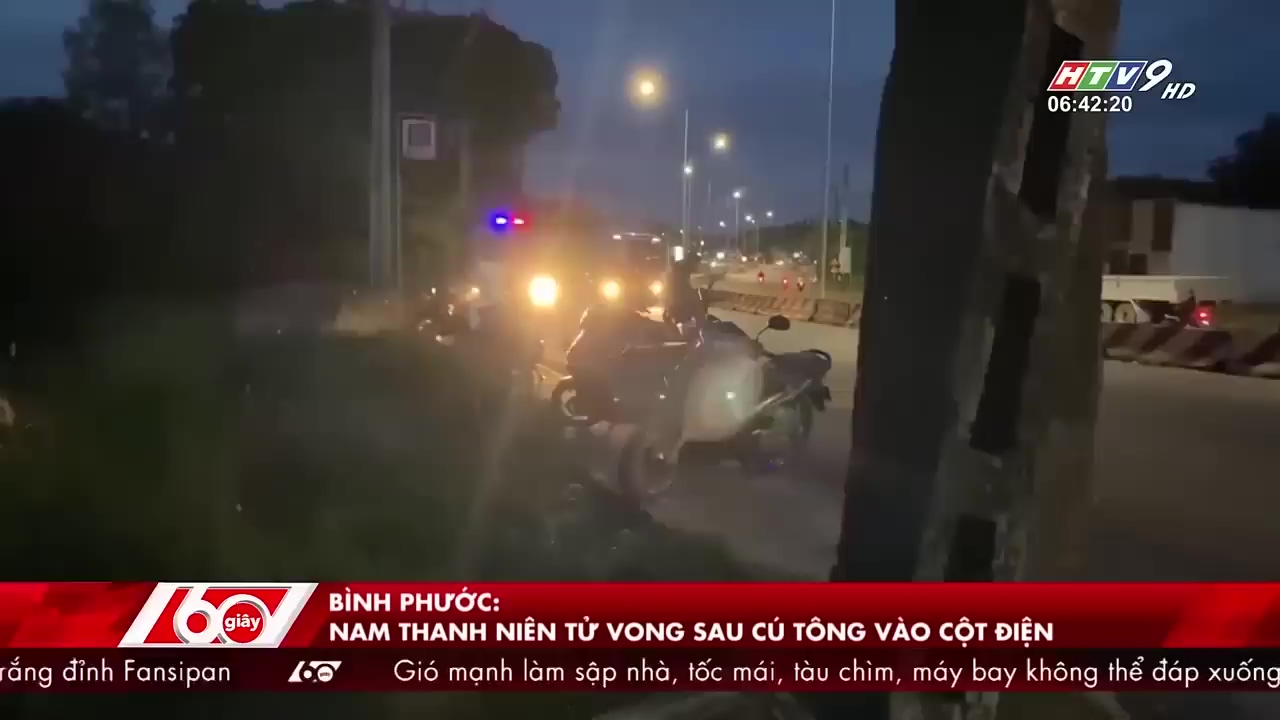 HTV9 HD
06:42:20
60 giây
BÌNH PHƯỚC:
NAM THANH NIÊN TỬ VONG SAU CÚ TÔNG VÀO CỘT ĐIỆN
rắng đỉnh Fansipan
60 giây
Gió mạnh làm sập nhà, tốc mái, tàu chìm, máy bay không thể đáp xuống